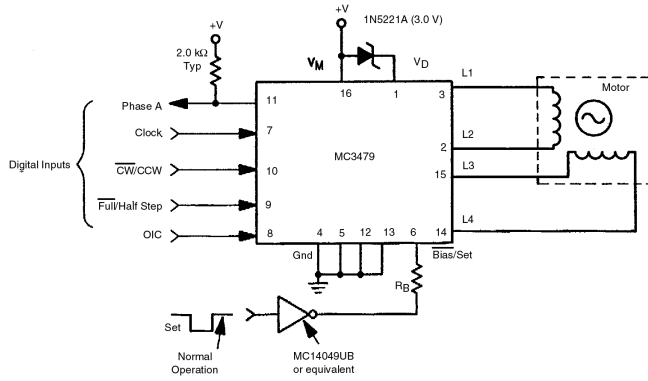 +V
1N5221A (3.0 V)
+V
2.0 kΩ
Typ
VM
VD
L1
Motor
16
1
3
Phase A
11
Clock
7
L2
2
Digital Inputs
MC3479
L3
15
CW/CCW
10
Full/Half Step
9
L4
OIC
8
4
5
12
13
6
14
Gnd
Bias/Set
RB
Set
Normal
Operation
MC14049UB
or equivalent